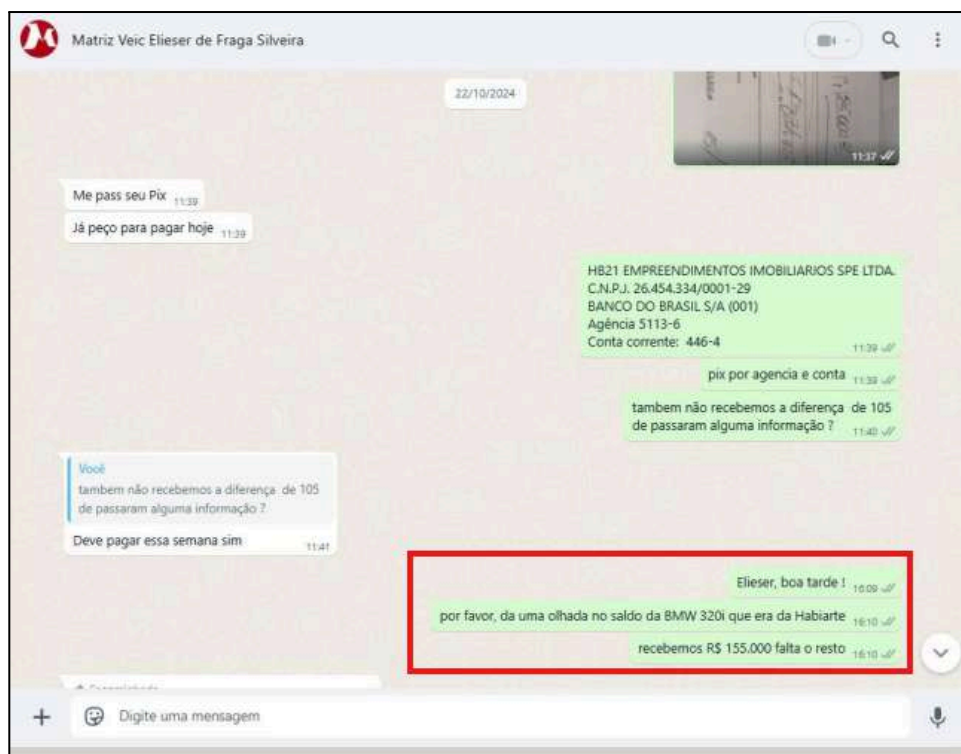 Matriz Veic Elieser de Fraga Silveira
22/10/2024
11:37
Me pass seu Pix 11:39
Já peço para pagar hoje 11:39
HB21 EMPREENDIMENTOS IMOBILIARIOS SPE LTDA.
C.N.P.J. 26.454.334/0001-29
BANCO DO BRASIL S/A (001)
Agência 5113-6
Conta corrente: 446-4
11:39
pix por agencia e conta 11:39
tambem não recebemos a diferença de 105
de passaram alguma informação ?
11:40
Você
tambem não recebemos a diferença de 105
de passaram alguma informação ?
Deve pagar essa semana sim 11:41
Elieser, boa tarde ! 16:09
por favor, da uma olhada no saldo da BMW 320i que era da Habiarte 16:10
recebemos R$ 155.000 falta o resto 16:10
Digite uma mensagem